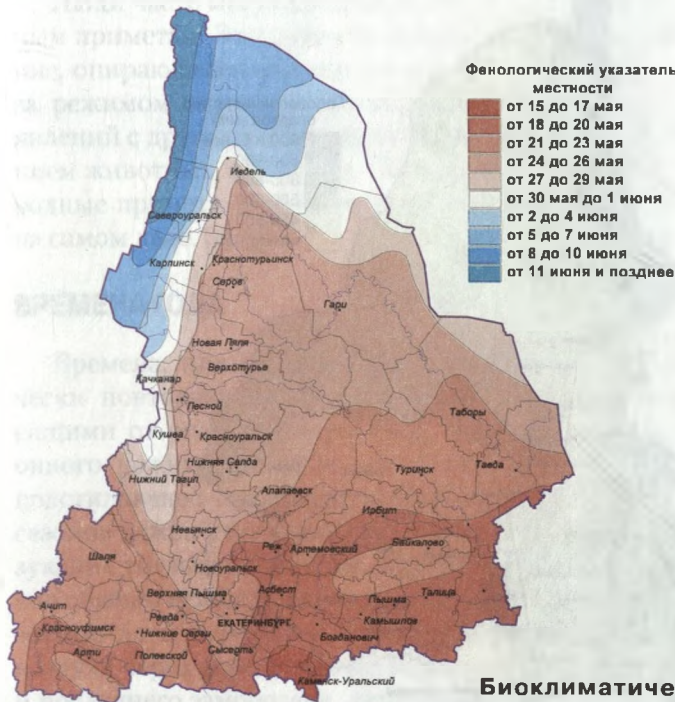 Фенологический указатель
местности
от 15 до 17 мая
от 18 до 20 мая
от 21 до 23 мая
от 24 до 26 мая
от 27 до 29 мая
от 30 мая до 1 июня
от 2 до 4 июня
от 5 до 7 июня
от 8 до 10 июня
от 11 июня и позднее
Ивдель
Североуральск
Карпинск
Краснотурьинск
Серов
Гари
Новая Ляля
Верхотурье
Качканар
Лесной
Таборы
Кушва
Красноуральск
Нижняя Салда
Туринск
Тавда
Нижний Тагил
Алапаевск
Ирбит
Невьянск
Реж
Артемовский
Байкалово
Шаля
Новоуральск
Асбест
Верхняя Пышма
Пышма
Талица
Ачит
Ревда
ЕКАТЕРИНБУРГ
Камышлов
Красноуфимск
Нижние Серги
Богданович
Арти
Полевской
Сысерть
Каменск-Уральский
Биоклиматиче